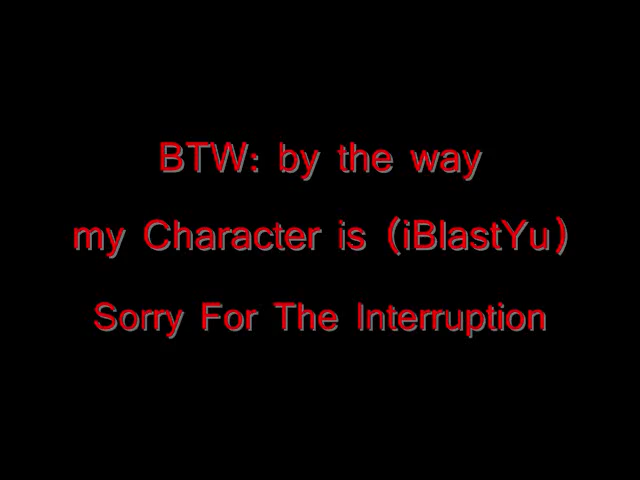 BTW: by the way
my Character is (iBlastYu)
Sorry For The Interruption